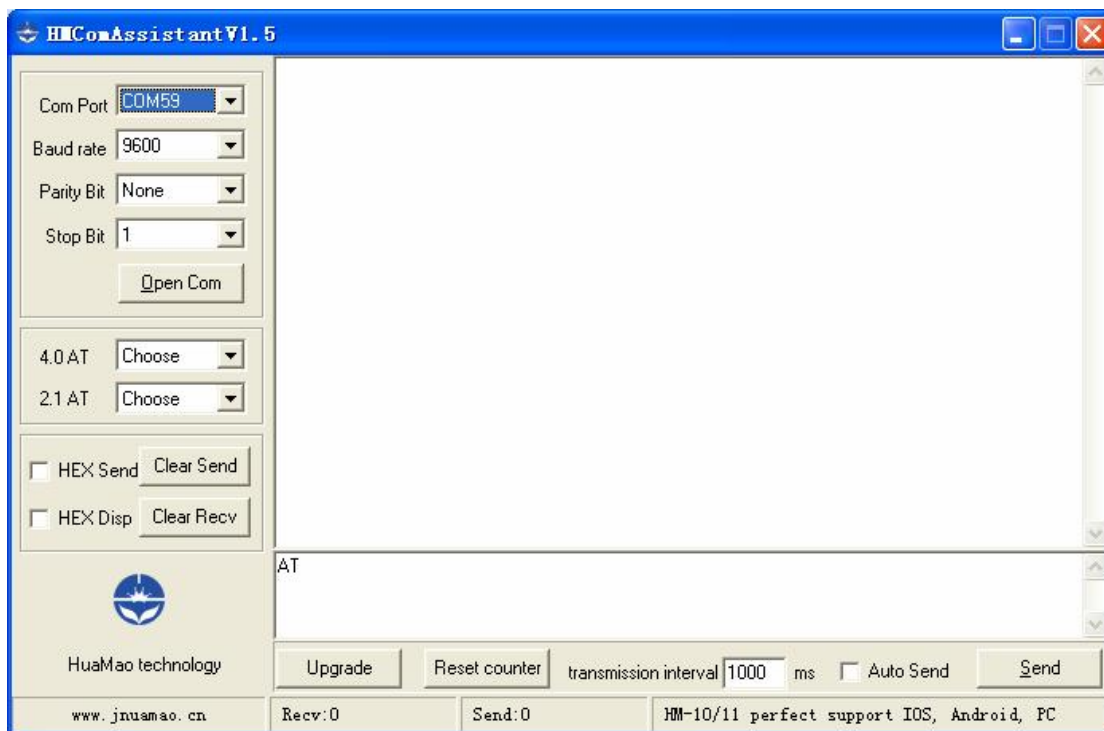 HMComAssistantV1.5
Com Port COM59
Baud rate 9600
Parity Bit None
Stop Bit 1
Open Com
4.0 AT Choose
2.1 AT Choose
HEX Send Clear Send
HEX Disp Clear Recv
HuaMao technology
AT
Upgrade Reset counter transmission interval 1000 ms Auto Send Send
www.jnuamao.cn Recv:0 Send:0 HM-10/11 perfect support IOS, Android, PC